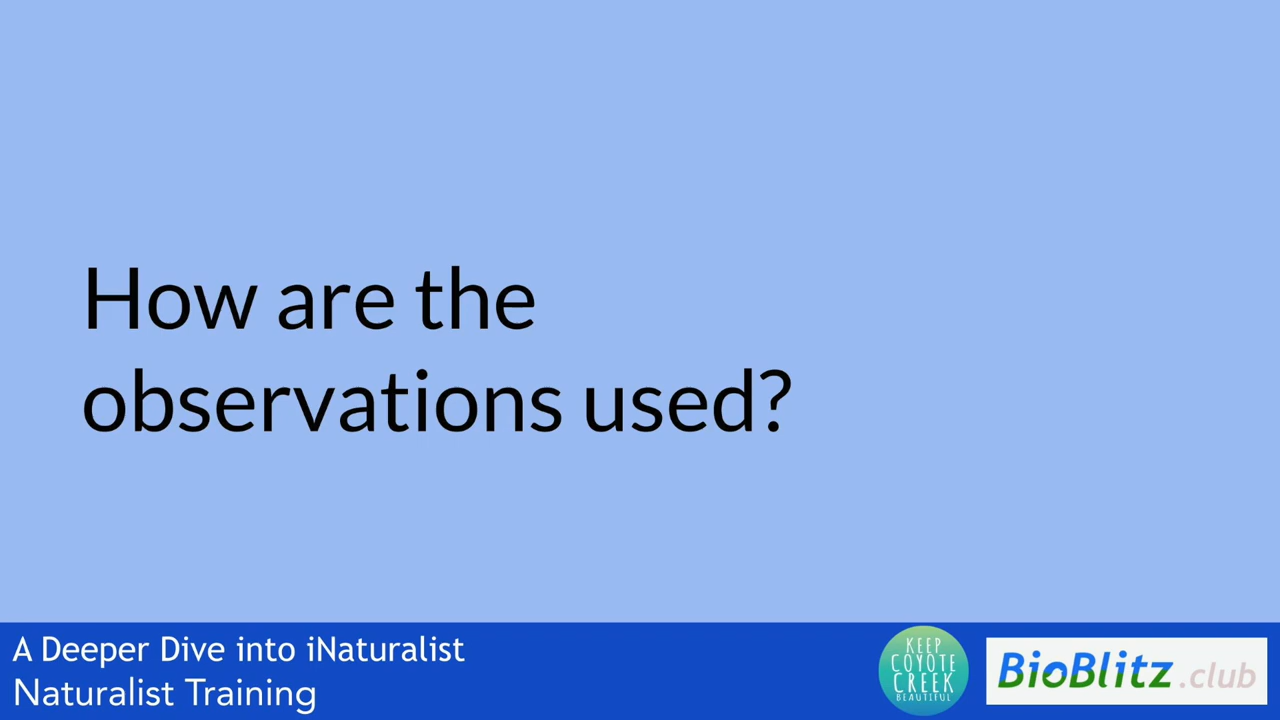 How are the
observations used?
A Deeper Dive into iNaturalist
Naturalist Training
KEEP
COYOTE
CREEK
BEAUTIFUL
BioBlitz.club